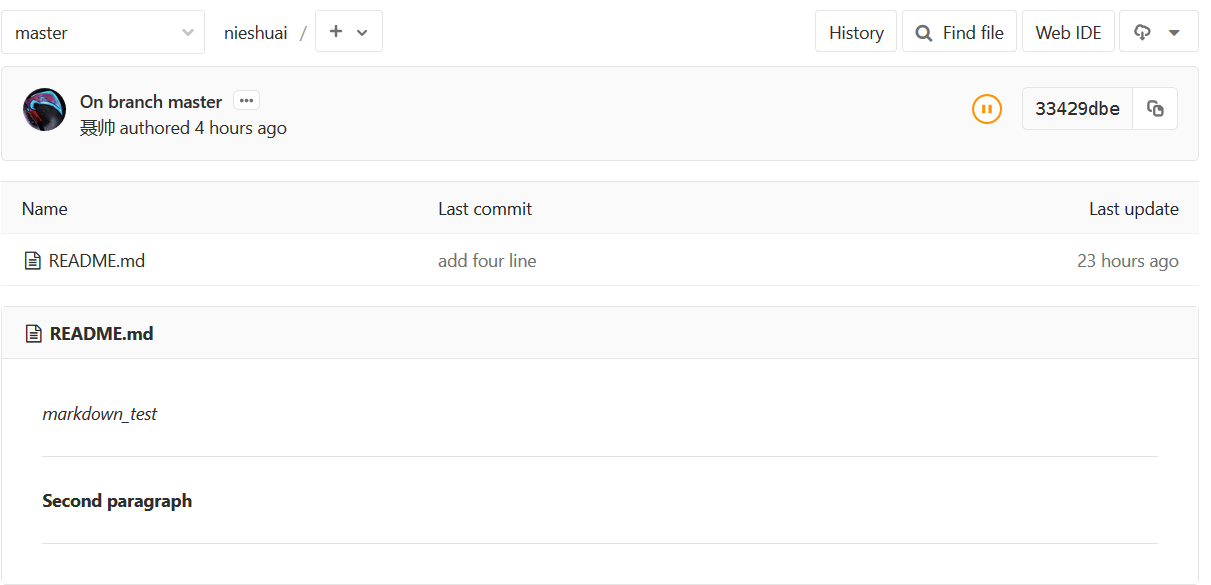 master nieshuai / + History Find file Web IDE
On branch master ...
聂帅 authored 4 hours ago 33429dbe
Name Last commit Last update
README.md add four line 23 hours ago
README.md
markdown_test
Second paragraph